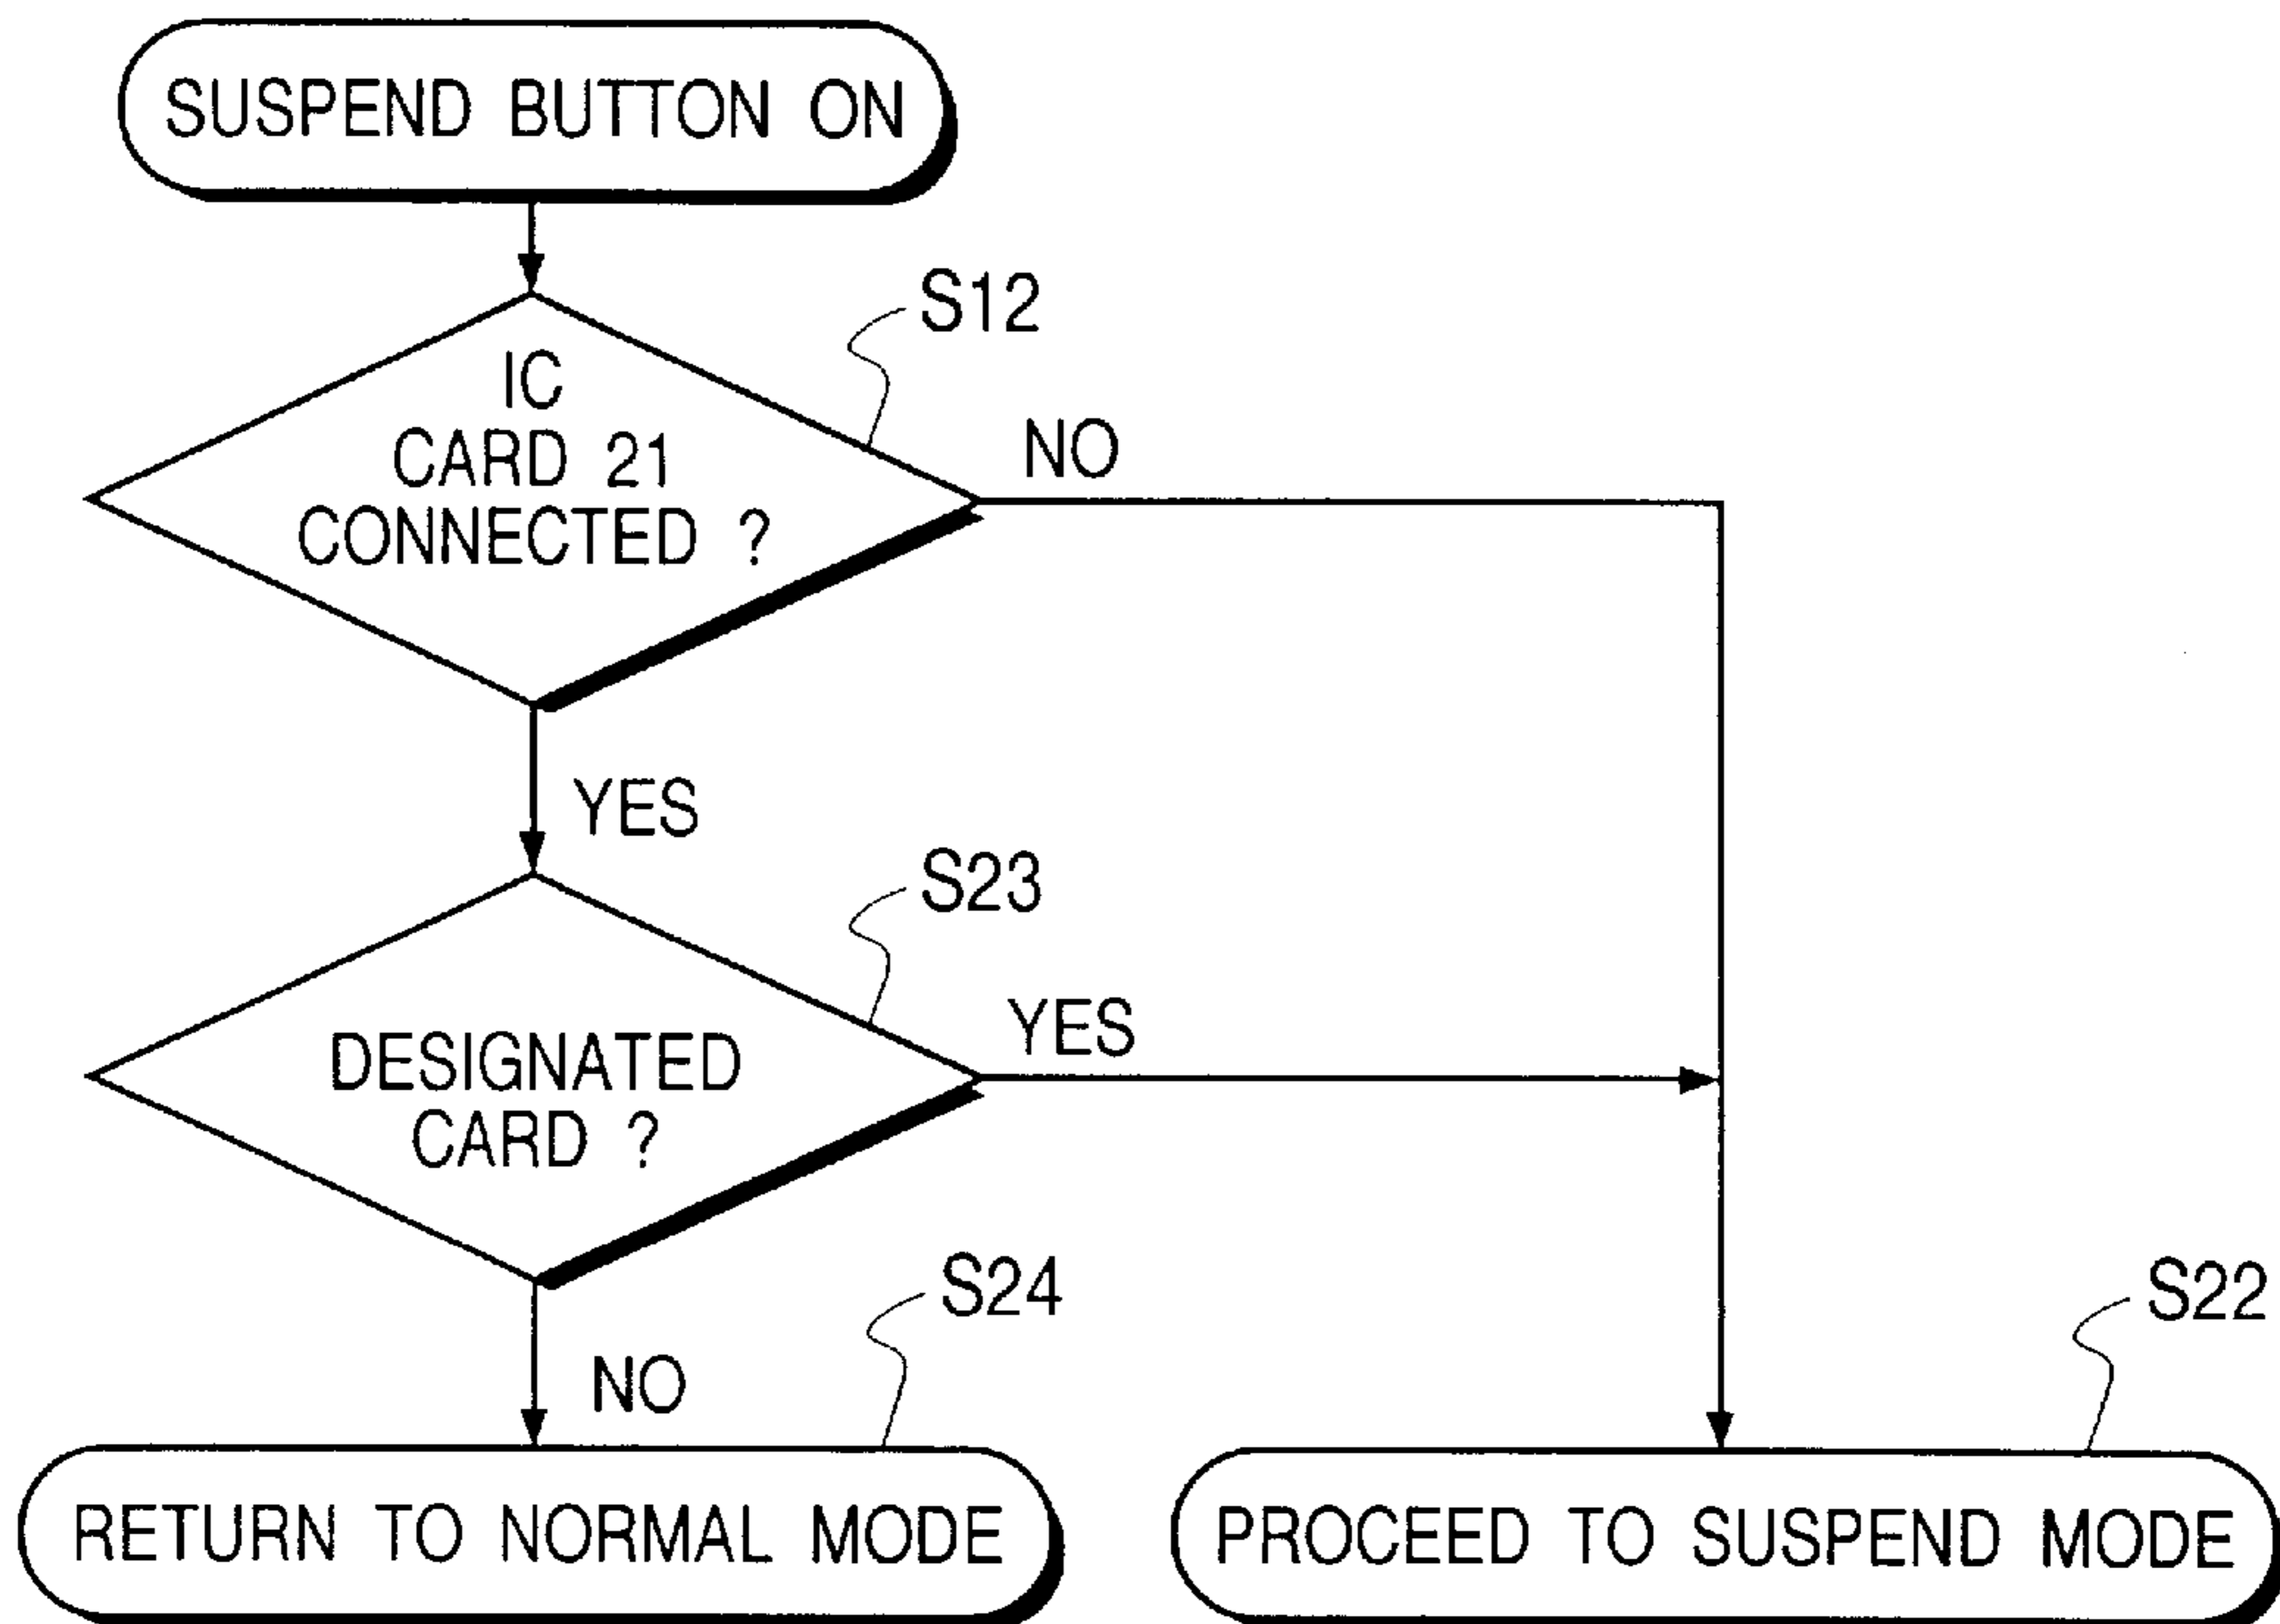 SUSPEND BUTTON ON
S12
IC
CARD 21
CONNECTED ?
NO
YES
S23
DESIGNATED
CARD ?
YES
NO
S24
S22
RETURN TO NORMAL MODE
PROCEED TO SUSPEND MODE